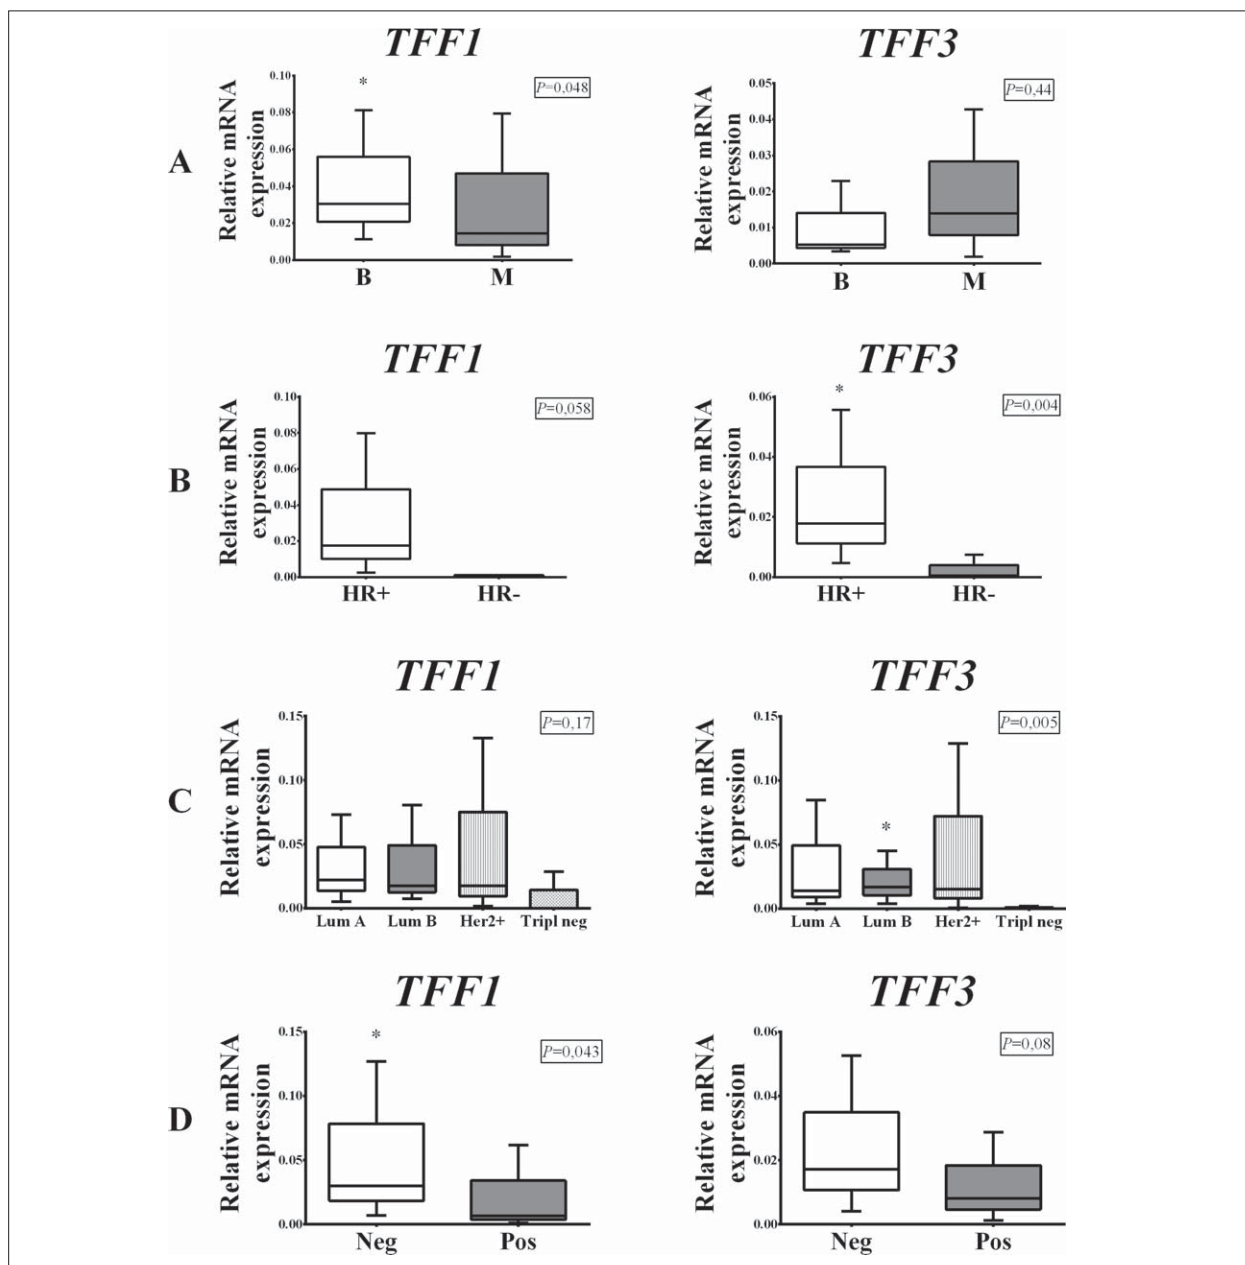 TFF1
TFF3
A
Relative mRNA
expression
0.10
0.08
0.06
0.04
0.02
0.00
*
P=0,048
B
M
Relative mRNA
expression
0.05
0.04
0.03
0.02
0.01
0.00
P=0,44
B
M
TFF1
TFF3
B
Relative mRNA
expression
0.10
0.08
0.06
0.04
0.02
0.00
P=0,058
HR+
HR-
Relative mRNA
expression
0.06
0.04
0.02
0.00
*
P=0,004
HR+
HR-
TFF1
TFF3
C
Relative mRNA
expression
0.15
0.10
0.05
0.00
P=0,17
Lum A
Lum B
Her2+
Tripl neg
Relative mRNA
expression
0.15
0.10
0.05
0.00
*
P=0,005
Lum A
Lum B
Her2+
Tripl neg
TFF1
TFF3
D
Relative mRNA
expression
0.15
0.10
0.05
0.00
*
P=0,043
Neg
Pos
Relative mRNA
expression
0.06
0.04
0.02
0.00
P=0,08
Neg
Pos